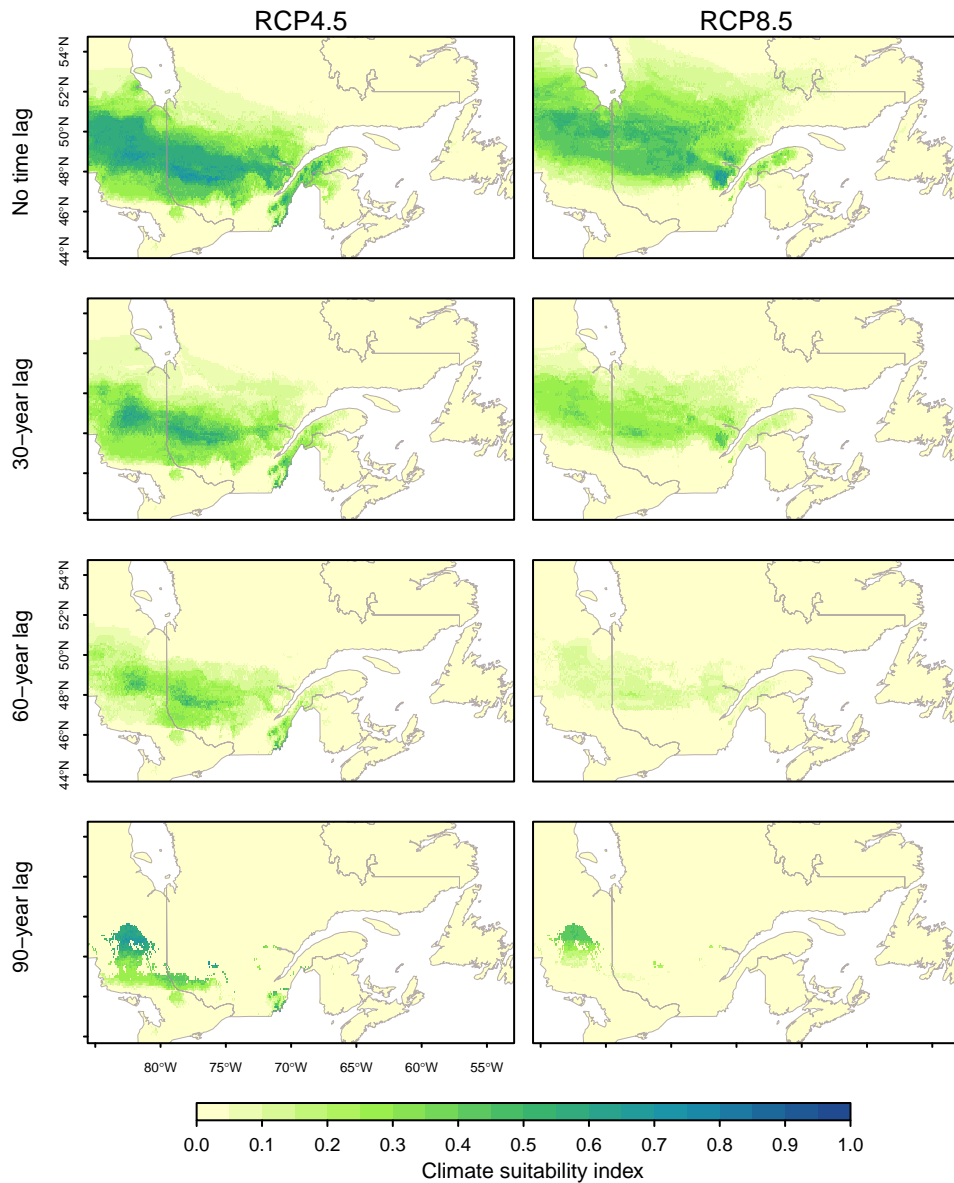 RCP4.5 RCP8.5
No time lag
54°N
52°N
50°N
48°N
46°N
44°N
30−year lag
60−year lag
54°N
52°N
50°N
48°N
46°N
44°N
90−year lag
80°W 75°W 70°W 65°W 60°W 55°W
0.0 0.1 0.2 0.3 0.4 0.5 0.6 0.7 0.8 0.9 1.0
Climate suitability index